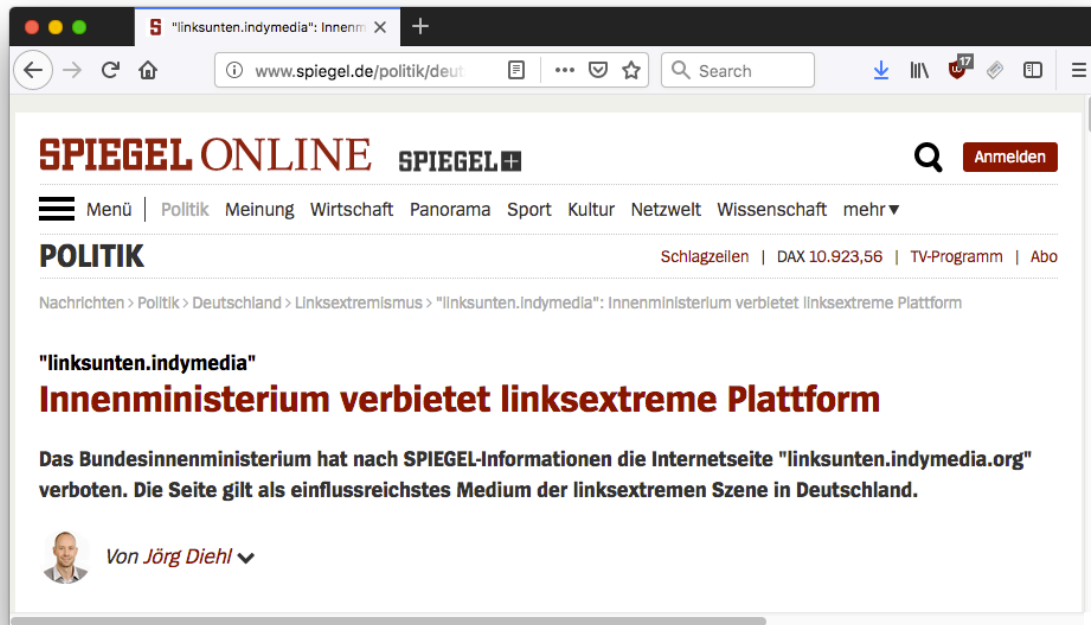 "linksunten.indymedia": Innenm
www.spiegel.de/politik/deut
Search
17
SPIEGEL ONLINE SPIEGEL+
Anmelden
Menü | Politik Meinung Wirtschaft Panorama Sport Kultur Netzwelt Wissenschaft mehr▾
POLITIK
Schlagzeilen | DAX 10.923,56 | TV-Programm | Abo
Nachrichten > Politik > Deutschland > Linksextremismus > "linksunten.indymedia": Innenministerium verbietet linksextreme Plattform
"linksunten.indymedia"
Innenministerium verbietet linksextreme Plattform
Das Bundesinnenministerium hat nach SPIEGEL-Informationen die Internetseite "linksunten.indymedia.org"
verboten. Die Seite gilt als einflussreichstes Medium der linksextremen Szene in Deutschland.
Von Jörg Diehl